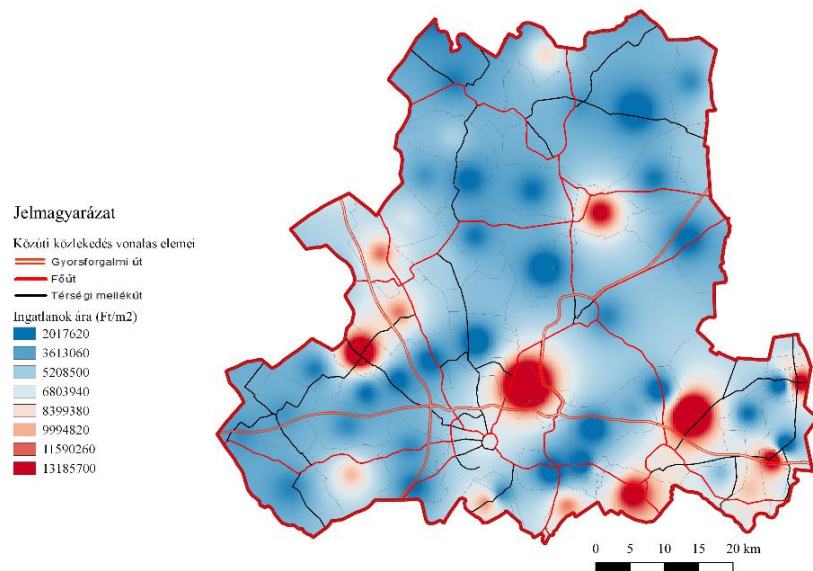 Jelmagyarázat
Közúti közlekedés vonalas elemei
Gyorsforgalmi út
Főút
Térségi mellékút
Ingatlanok ára (Ft/m2)
2017620
3613060
5208500
6803940
8399380
9994820
11590260
13185700
0 5 10 15 20 km